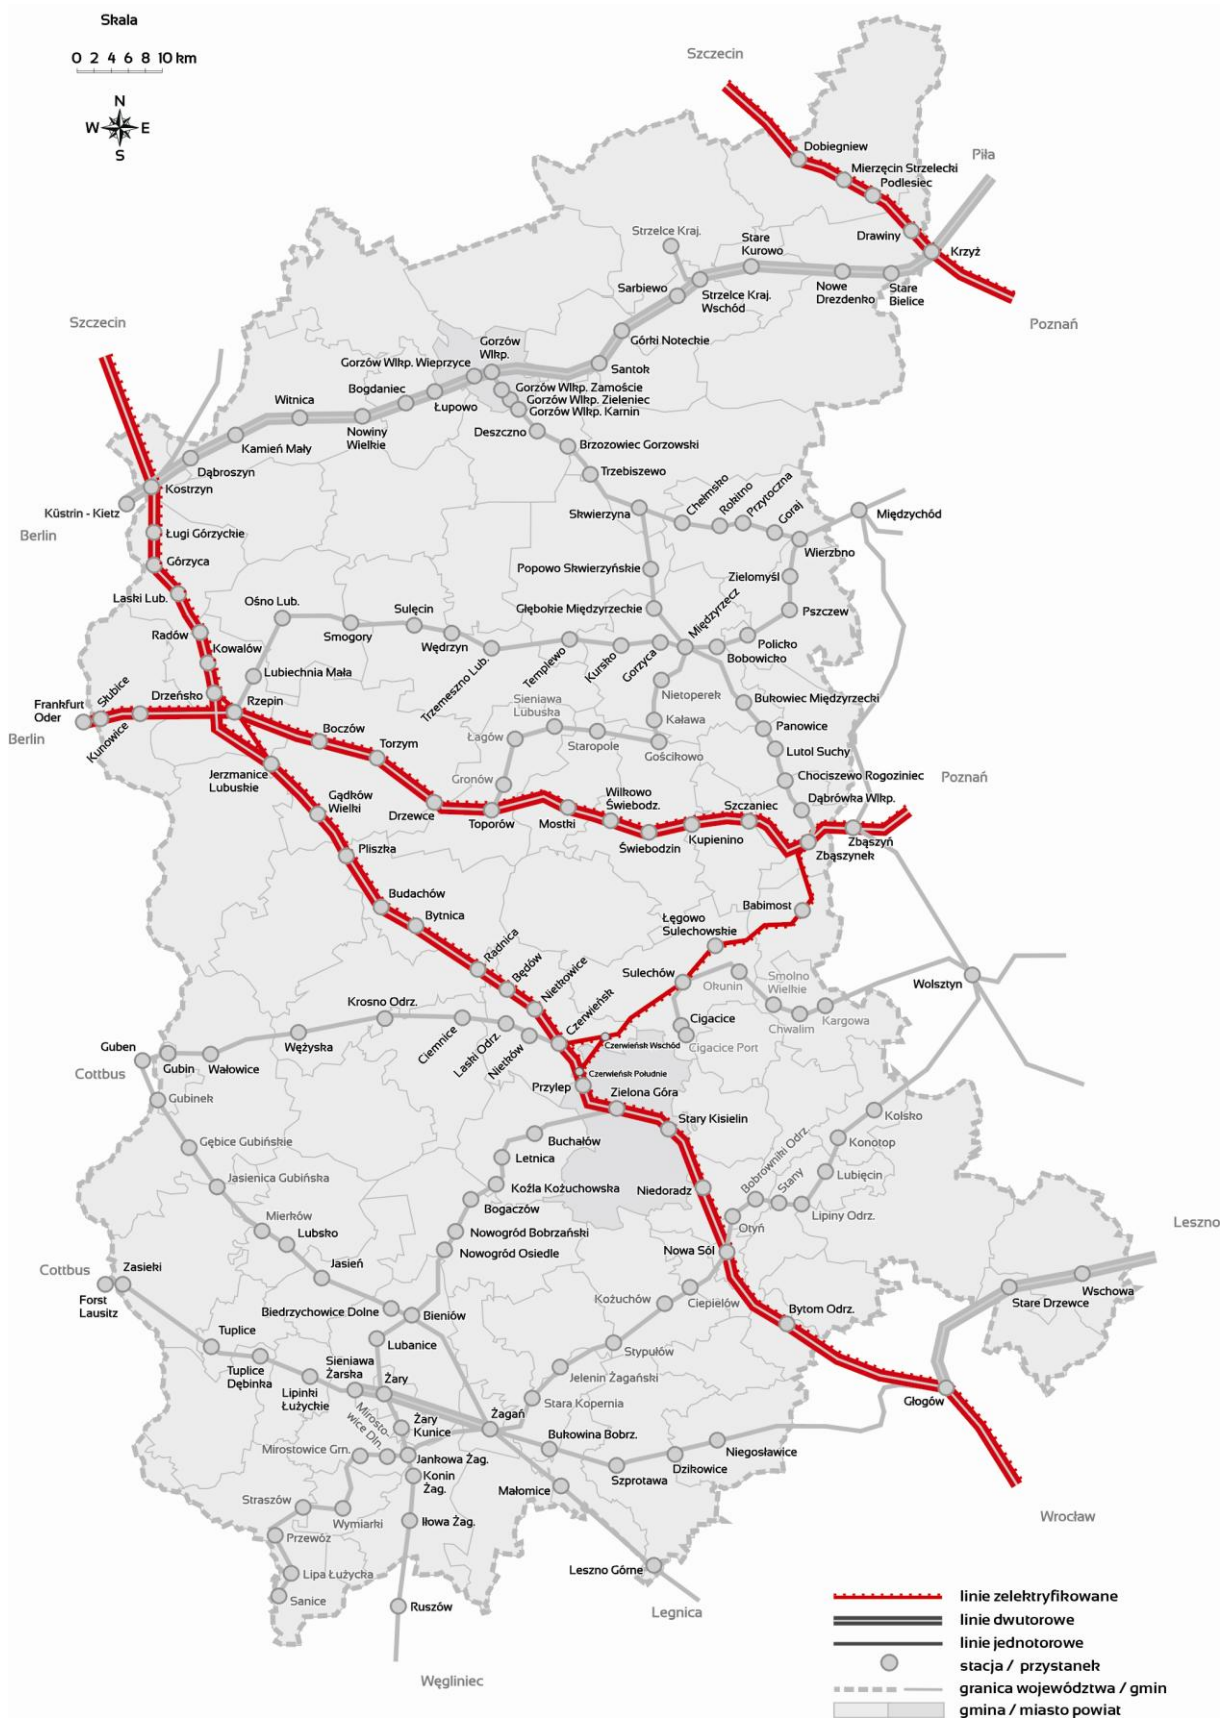 Skala
0 2 4 6 8 10 km
N
W E
S
Szczecin
Dobiegniew
Mierzęcin Strzelecki
Podlesiec
Piła
Drawiny
Krzyż
Strzelce Kraj.
Stare
Kurowo
Sarbiewo
Strzelce Kraj.
Wschód
Nowe
Drezdenko
Stare
Bielice
Poznań
Szczecin
Górki Noteckie
Gorzów
Wlkp.
Gorzów Wlkp. Wieprzyce
Santok
Bogdaniec
Gorzów Wlkp. Zamoście
Gorzów Wlkp. Zieleniec
Gorzów Wlkp. Karnin
Witnica
Łupowo
Nowiny
Wielkie
Deszczno
Kamień Mały
Brzozowiec Gorzowski
Dąbroszyn
Trzebiszewo
Kostrzyn
Küstrin - Kietz
Berlin
Skwierzyna
Chełmsko
Rokitno
Przytoczna
Goraj
Międzychód
Ługi Górzyckie
Wierzbno
Górzyca
Popowo Skwierzyńskie
Zielomyśl
Laski Lub.
Ośno Lub.
Głębokie Międzyrzeckie
Międzyrzecz
Pszczew
Radów
Smogory
Sulęcin
Wędrzyn
Policko
Kowalów
Trzemeszno Lub.
Templewo
Kursko
Gorzyca
Bobowicko
Lubiechnia Mała
Nietoperek
Drzeńsko
Rzepin
Sieniawa
Lubuska
Bukowiec Międzyrzecki
Frankfurt
Oder
Słubice
Kunowice
Berlin
Kaława
Panowice
Boczów
Łagów
Staropole
Gościkowo
Lutol Suchy
Torzym
Jerzmanice
Lubuskie
Gronów
Chociszewo Rogoziniec
Poznań
Gądków
Wielki
Drzewce
Toporów
Mostki
Wilkowo
Świebodz.
Świebodzin
Kupienino
Szczaniec
Dąbrówka Wlkp.
Zbąszyń
Zbąszynek
Pliszka
Budachów
Bytnica
Babimost
Łęgowo
Sulechowskie
Radnica
Będów
Nietkowice
Sulechów
Okunin
Smolno
Wielkie
Wolsztyn
Krosno Odrz.
Czerwieńsk
Cigacice
Chwalim
Kargowa
Wężyska
Ciemnice
Laski Odrz.
Nietków
Czerwieńsk Wschód
Cigacice Port
Guben
Gubin
Wałowice
Cottbus
Czerwieńsk Południe
Przylep
Zielona Góra
Gubinek
Stary Kisielin
Kolsko
Buchałów
Konotop
Gębice Gubińskie
Letnica
Bobrowniki Odrz.
Stany
Lubięcin
Jasienica Gubińska
Koźla Kożuchowska
Niedoradz
Bogaczów
Lipiny Odrz.
Mierków
Otyń
Leszno
Lubsko
Nowogród Bobrzański
Nowogród Osiedle
Nowa Sól
Cottbus
Zasieki
Jasień
Forst
Lausitz
Biedrzychowice Dolne
Bieniów
Kożuchów
Ciepielów
Bytom Odrz.
Wschowa
Stare Drzewce
Tuplice
Lubanice
Stypułów
Sieniawa
Żarska
Tuplice
Dębinka
Żary
Jelenin Żagański
Lipinki
Łużyckie
Stara Kopernia
Głogów
Mirosto-
wice Dln.
Żary
Kunice
Żagań
Bukowina Bobrz.
Mirostowice Grn.
Jankowa Żag.
Niegosławice
Konin
Żag.
Szprotawa
Dzikowice
Małomice
Straszów
Wymiarki
Iłowa Żag.
Wrocław
Przewóz
Lipa Łużycka
Leszno Górne
Sanice
Ruszów
Legnica
Węgliniec
linie zelektryfikowane
linie dwutorowe
linie jednotorowe
stacja / przystanek
granica województwa / gmin
gmina / miasto powiat